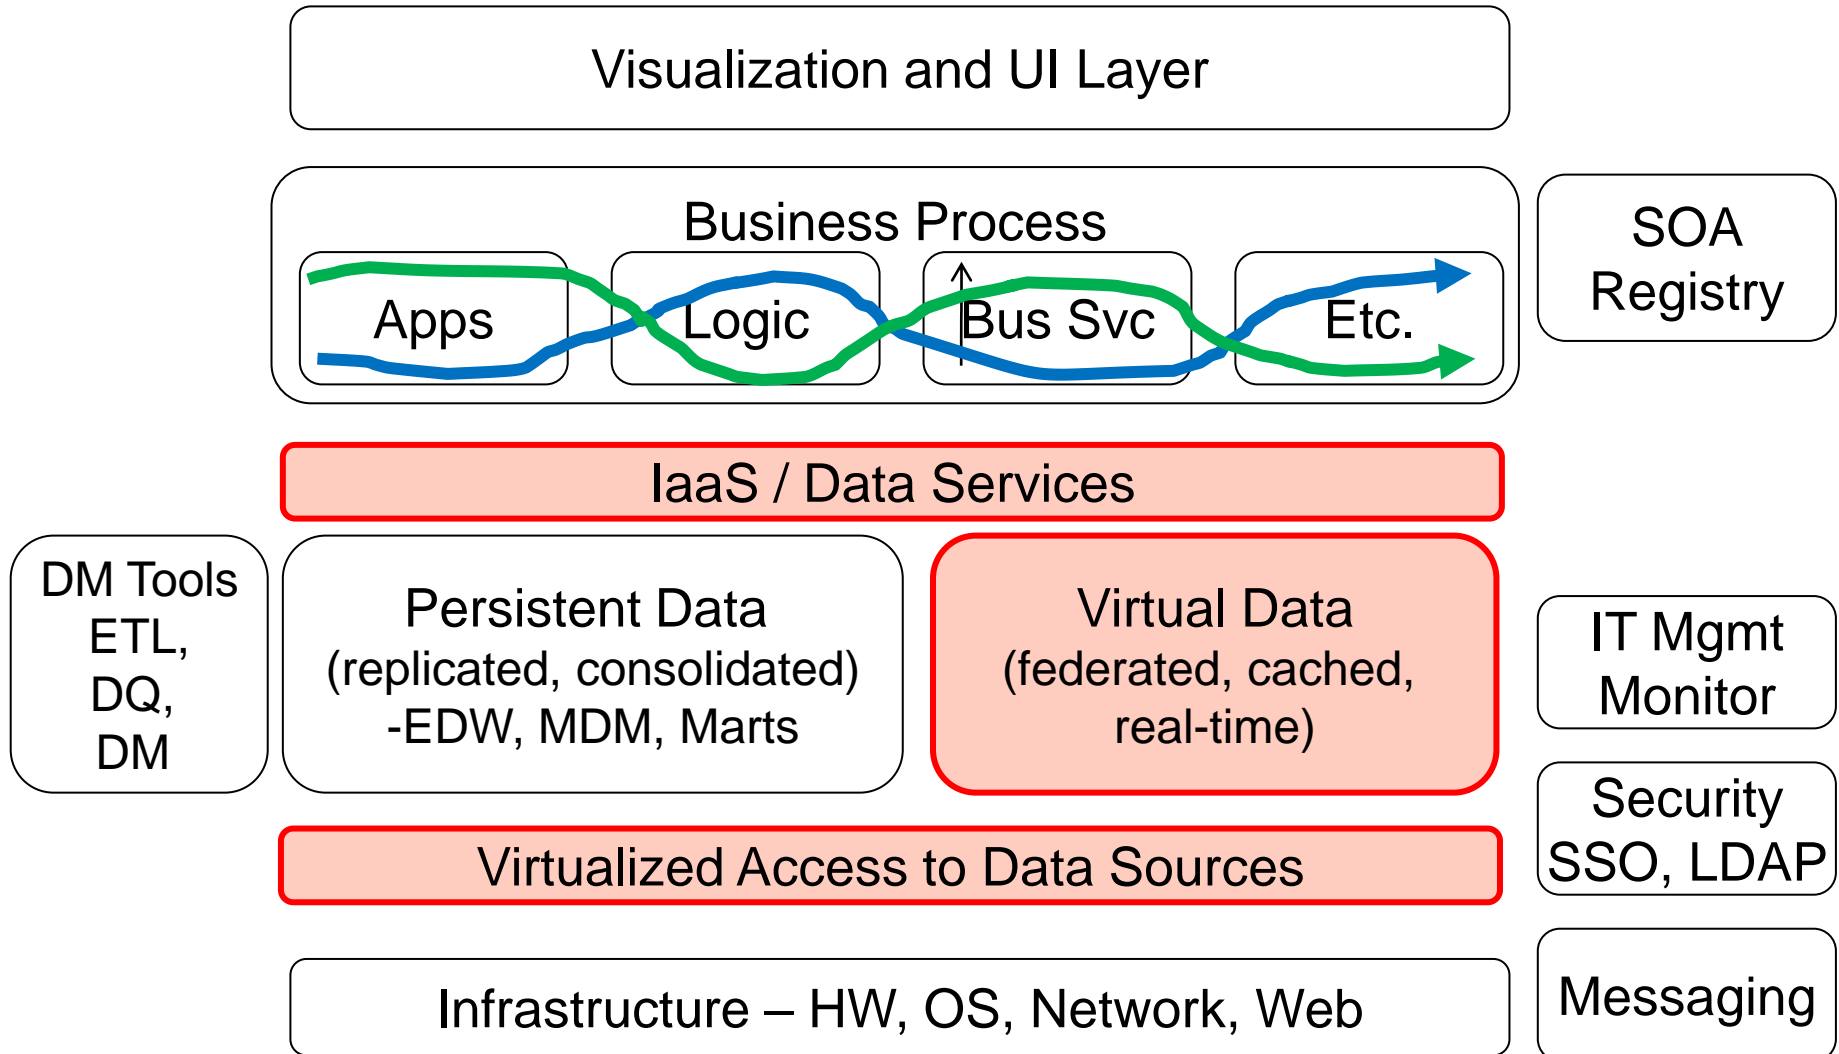 Visualization and UI Layer
Business Process
Apps
Logic
Bus Svc
Etc.
SOA
Registry
IaaS / Data Services
DM Tools
ETL,
DQ,
DM
Persistent Data
(replicated, consolidated)
-EDW, MDM, Marts
Virtual Data
(federated, cached,
real-time)
IT Mgmt
Monitor
Security
SSO, LDAP
Virtualized Access to Data Sources
Infrastructure – HW, OS, Network, Web
Messaging